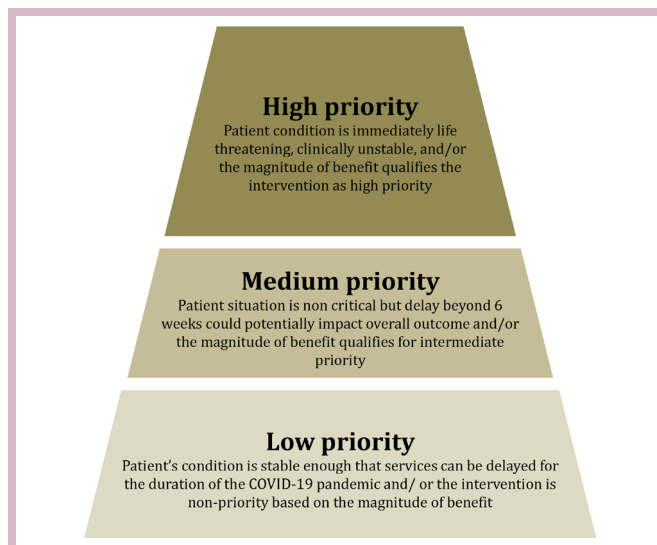 High priority
Patient condition is immediately life
threatening, clinically unstable, and/or
the magnitude of benefit qualifies the
intervention as high priority
Medium priority
Patient situation is non critical but delay beyond 6
weeks could potentially impact overall outcome and/or
the magnitude of benefit qualifies for intermediate
priority
Low priority
Patient’s condition is stable enough that services can be delayed for
the duration of the COVID-19 pandemic and/ or the intervention is
non-priority based on the magnitude of benefit